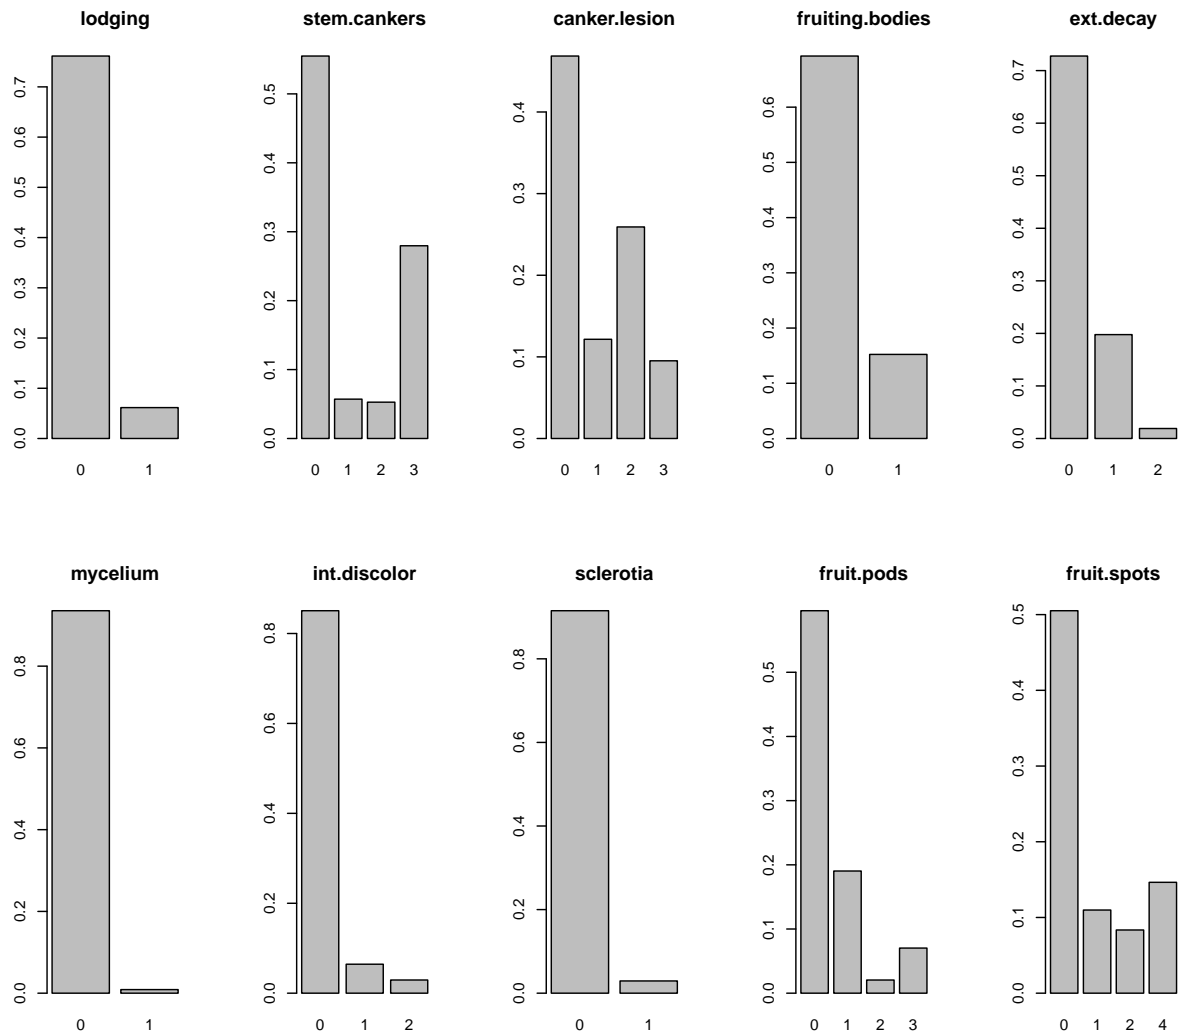 lodging
0.0 0.1 0.2 0.3 0.4 0.5 0.6 0.7
0 1
stem.cankers
0.0 0.1 0.2 0.3 0.4 0.5
0 1 2 3
canker.lesion
0.0 0.1 0.2 0.3 0.4
0 1 2 3
fruiting.bodies
0.0 0.1 0.2 0.3 0.4 0.5 0.6
0 1
ext.decay
0.0 0.1 0.2 0.3 0.4 0.5 0.6 0.7
0 1 2
mycelium
0.0 0.2 0.4 0.6 0.8
0 1
int.discolor
0.0 0.2 0.4 0.6 0.8
0 1 2
sclerotia
0.0 0.2 0.4 0.6 0.8
0 1
fruit.pods
0.0 0.1 0.2 0.3 0.4 0.5
0 1 2 3
fruit.spots
0.0 0.1 0.2 0.3 0.4 0.5
0 1 2 4